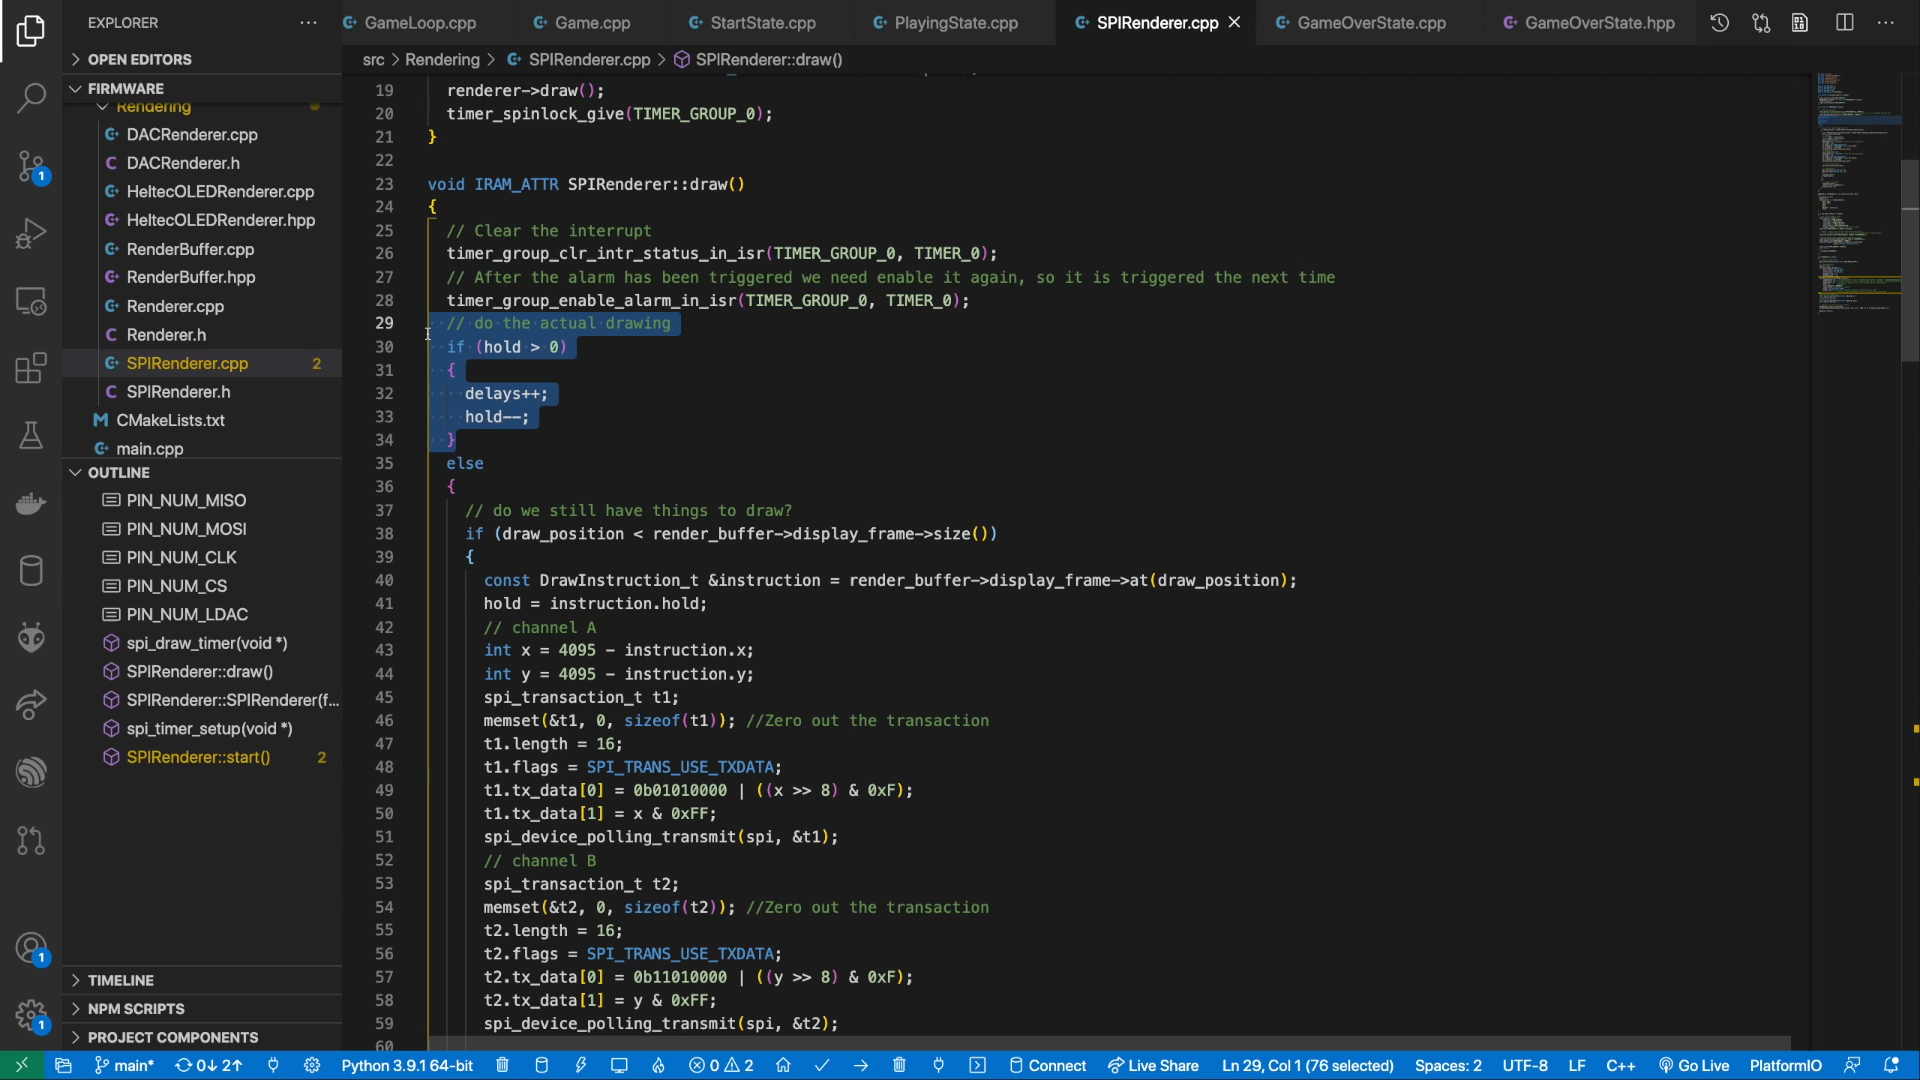 EXPLORER
GameLoop.cpp
Game.cpp
StartState.cpp
PlayingState.cpp
SPIRenderer.cpp
GameOverState.cpp
GameOverState.hpp
OPEN EDITORS
src > Rendering > SPIRenderer.cpp > SPIRenderer::draw()
FIRMWARE
Rendering
DACRenderer.cpp
DACRenderer.h
HeltecOLEDRenderer.cpp
HeltecOLEDRenderer.hpp
RenderBuffer.cpp
RenderBuffer.hpp
Renderer.cpp
Renderer.h
SPIRenderer.cpp 2
SPIRenderer.h
CMakeLists.txt
main.cpp
OUTLINE
PIN_NUM_MISO
PIN_NUM_MOSI
PIN_NUM_CLK
PIN_NUM_CS
PIN_NUM_LDAC
spi_draw_timer(void *)
SPIRenderer::draw()
SPIRenderer::SPIRenderer(f...
spi_timer_setup(void *)
SPIRenderer::start() 2
TIMELINE
NPM SCRIPTS
PROJECT COMPONENTS
1
1
1
19 renderer->draw();
20 timer_spinlock_give(TIMER_GROUP_0);
21 }
22
23 void IRAM_ATTR SPIRenderer::draw()
24 {
25 // Clear the interrupt
26 timer_group_clr_intr_status_in_isr(TIMER_GROUP_0, TIMER_0);
27 // After the alarm has been triggered we need enable it again, so it is triggered the next time
28 timer_group_enable_alarm_in_isr(TIMER_GROUP_0, TIMER_0);
29 // do the actual drawing
30 if (hold > 0)
31 {
32 delays++;
33 hold--;
34 }
35 else
36 {
37 // do we still have things to draw?
38 if (draw_position < render_buffer->display_frame->size())
39 {
40 const DrawInstruction_t &instruction = render_buffer->display_frame->at(draw_position);
41 hold = instruction.hold;
42 // channel A
43 int x = 4095 - instruction.x;
44 int y = 4095 - instruction.y;
45 spi_transaction_t t1;
46 memset(&t1, 0, sizeof(t1)); //Zero out the transaction
47 t1.length = 16;
48 t1.flags = SPI_TRANS_USE_TXDATA;
49 t1.tx_data[0] = 0b01010000 | ((x >> 8) & 0xF);
50 t1.tx_data[1] = x & 0xFF;
51 spi_device_polling_transmit(spi, &t1);
52 // channel B
53 spi_transaction_t t2;
54 memset(&t2, 0, sizeof(t2)); //Zero out the transaction
55 t2.length = 16;
56 t2.flags = SPI_TRANS_USE_TXDATA;
57 t2.tx_data[0] = 0b11010000 | ((y >> 8) & 0xF);
58 t2.tx_data[1] = y & 0xFF;
59 spi_device_polling_transmit(spi, &t2);
60
main* 0↓ 2↑ Python 3.9.1 64-bit 0 2 Connect Live Share Ln 29, Col 1 (76 selected) Spaces: 2 UTF-8 LF C++ Go Live PlatformIO